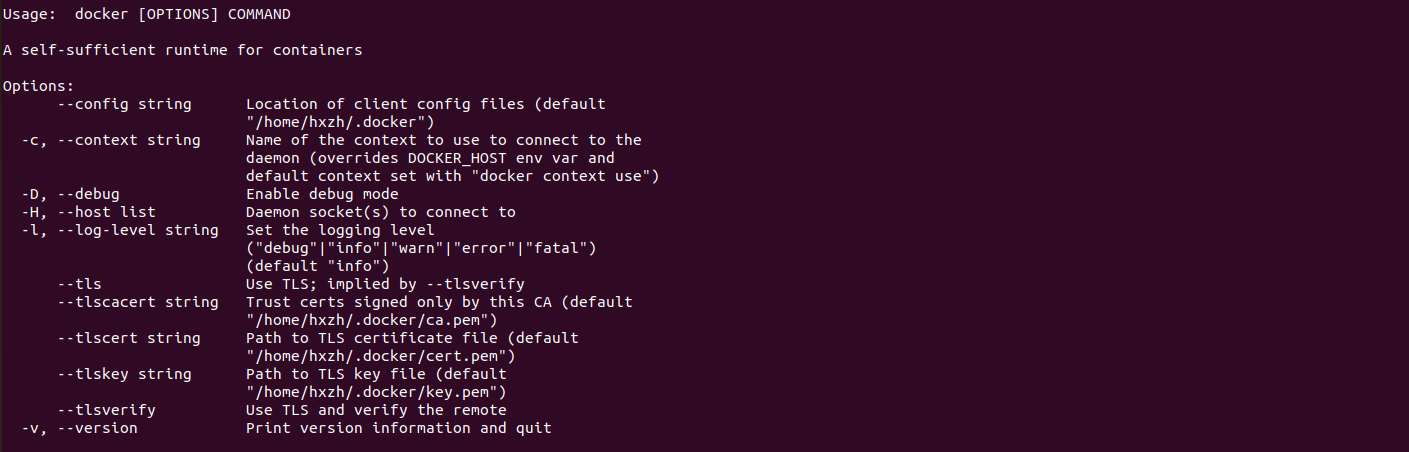 Usage:  docker [OPTIONS] COMMAND
A self-sufficient runtime for containers
Options:
      --config string      Location of client config files (default
                           "/home/hxzh/.docker")
  -c, --context string     Name of the context to use to connect to the
                           daemon (overrides DOCKER_HOST env var and
                           default context set with "docker context use")
  -D, --debug              Enable debug mode
  -H, --host list          Daemon socket(s) to connect to
  -l, --log-level string   Set the logging level
                           ("debug"|"info"|"warn"|"error"|"fatal")
                           (default "info")
      --tls                Use TLS; implied by --tlsverify
      --tlscacert string   Trust certs signed only by this CA (default
                           "/home/hxzh/.docker/ca.pem")
      --tlscert string     Path to TLS certificate file (default
                           "/home/hxzh/.docker/cert.pem")
      --tlskey string      Path to TLS key file (default
                           "/home/hxzh/.docker/key.pem")
      --tlsverify          Use TLS and verify the remote
  -v, --version            Print version information and quit